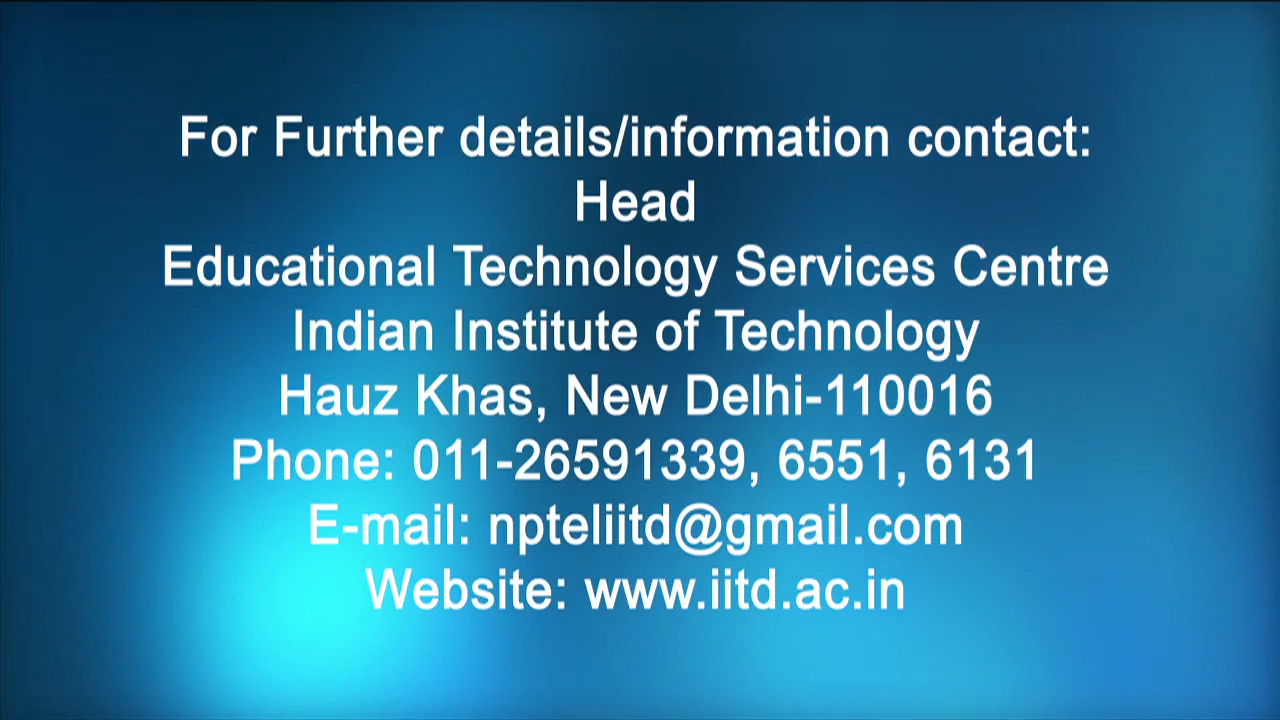 For Further details/information contact:
Head
Educational Technology Services Centre
Indian Institute of Technology
Hauz Khas, New Delhi-110016
Phone: 011-26591339, 6551, 6131
E-mail: npteliitd@gmail.com
Website: www.iitd.ac.in